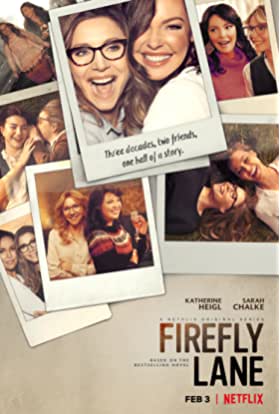 Three decades, two friends,
one hell of a story.
KATHERINE HEIGL
SARAH CHALKE
A NETFLIX ORIGINAL SERIES
FIREFLY
BASED ON THE BESTSELLING NOVEL
LANE
FEB 3 | NETFLIX